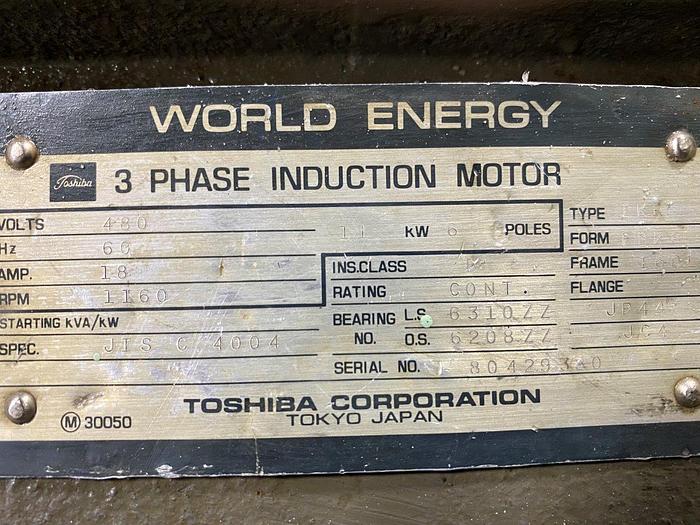 WORLD ENERGY
Toshiba 3 PHASE INDUCTION MOTOR
VOLTS 480 11 kW 6 POLES TYPE
Hz 60 FORM
AMP. 18 INS.CLASS FRAME
RPM 1160 RATING CONT. FLANGE
STARTING kVA/kW BEARING L.S 6310ZZ JP44
SPEC. JIS C 4004 NO. O.S. 6208ZZ JC4
SERIAL NO.
TOSHIBA CORPORATION
M 30050 TOKYO JAPAN